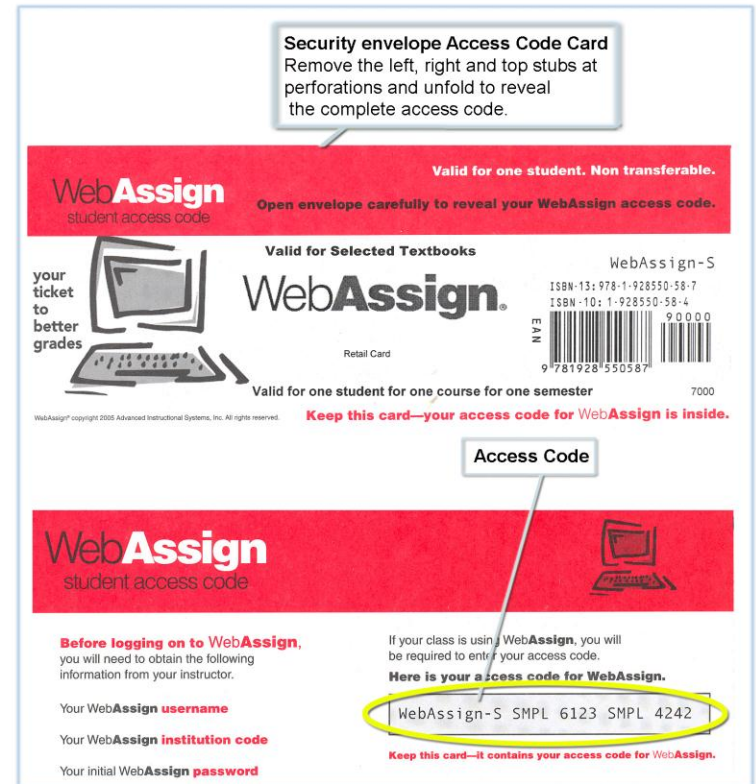 Security envelope Access Code Card
Remove the left, right and top stubs at
perforations and unfold to reveal
the complete access code.
Valid for one student. Non transferable.
WebAssign
student access code
Open envelope carefully to reveal your WebAssign access code.
Valid for Selected Textbooks
your
ticket
to
better
grades
WebAssign®
Retail Card
WebAssign-S
ISBN-13: 978-1-928550-58-7
ISBN-10: 1-928550-58-4
90000
EAN
9 781928 550587
Valid for one student for one course for one semester
7000
WebAssign® copyright 2005 Advanced Instructional Systems, Inc. All rights reserved.
Keep this card—your access code for WebAssign is inside.
Access Code
WebAssign
student access code
Before logging on to WebAssign,
you will need to obtain the following
information from your instructor.
Your WebAssign username
Your WebAssign institution code
Your initial WebAssign password
If your class is using WebAssign, you will
be required to enter your access code.
Here is your access code for WebAssign.
WebAssign-S SMPL 6123 SMPL 4242
Keep this card—it contains your access code for WebAssign.